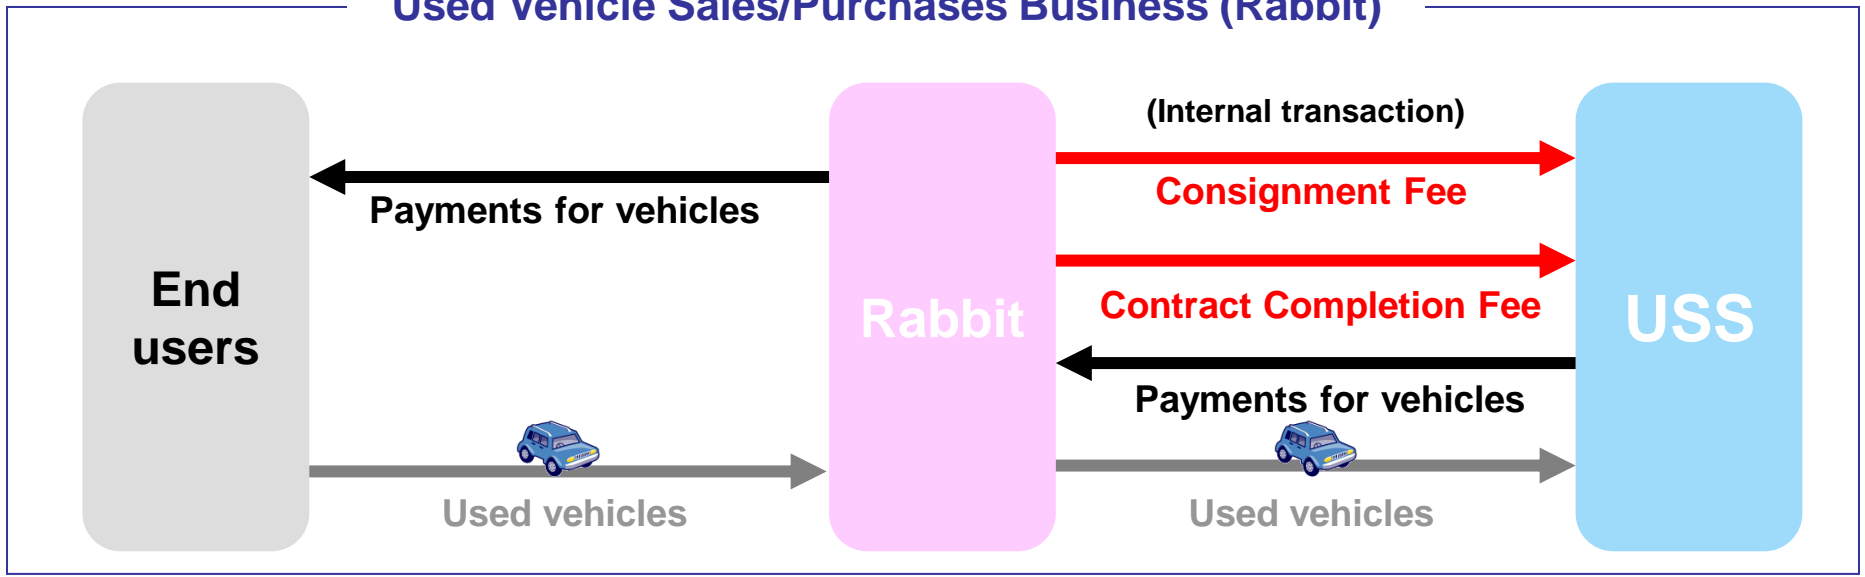 Used Vehicle Sales/Purchases Business (Rabbit)
(Internal transaction)
Consignment Fee
Payments for vehicles
End
users
Rabbit
Contract Completion Fee
USS
Payments for vehicles
Used vehicles
Used vehicles